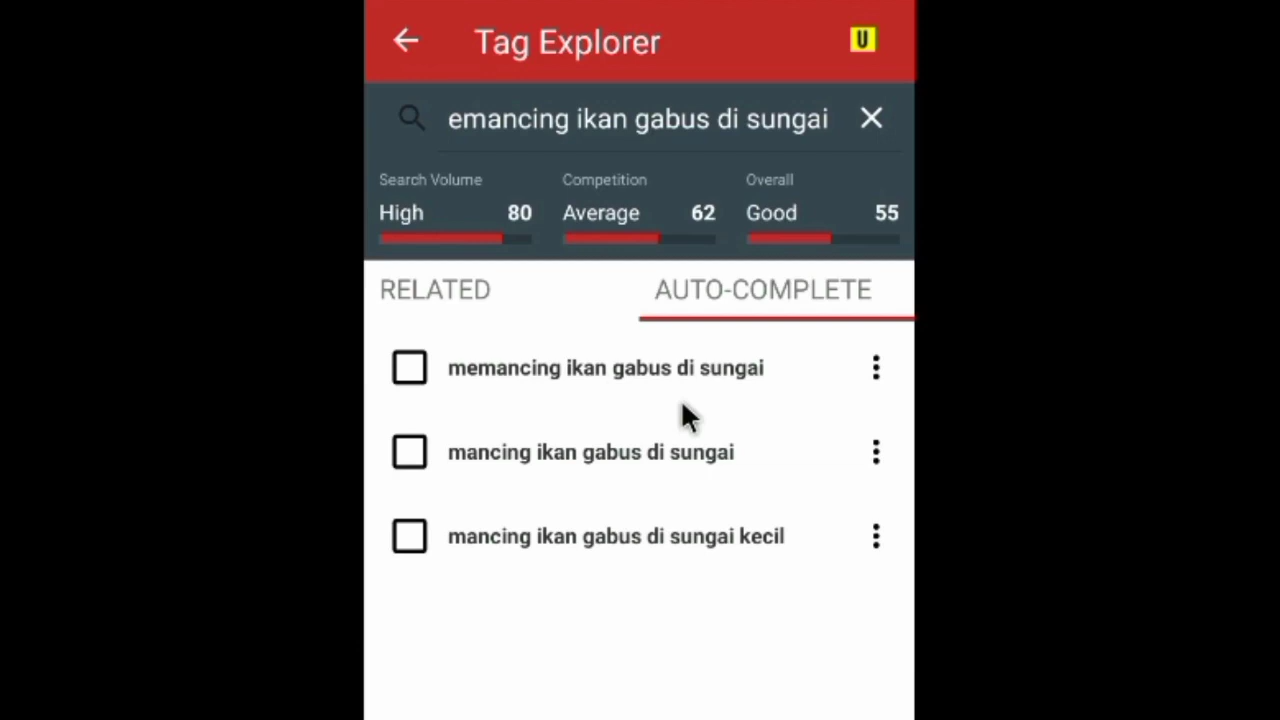 Tag Explorer U
emancing ikan gabus di sungai
Search Volume Competition Overall
High 80 Average 62 Good 55
RELATED AUTO-COMPLETE
memancing ikan gabus di sungai
mancing ikan gabus di sungai
mancing ikan gabus di sungai kecil